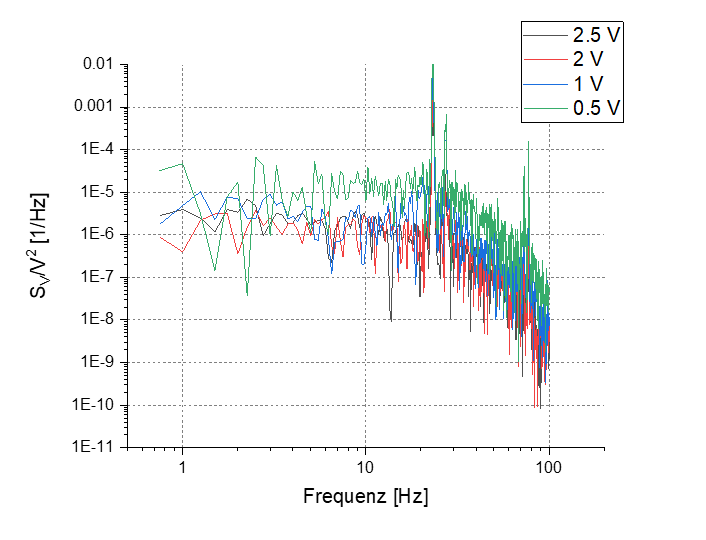 2.5 V
2 V
1 V
0.5 V
0.01
0.001
1E-4
1E-5
1E-6
1E-7
1E-8
1E-9
1E-10
1E-11
S_V/V² [1/Hz]
1 10 100
Frequenz [Hz]